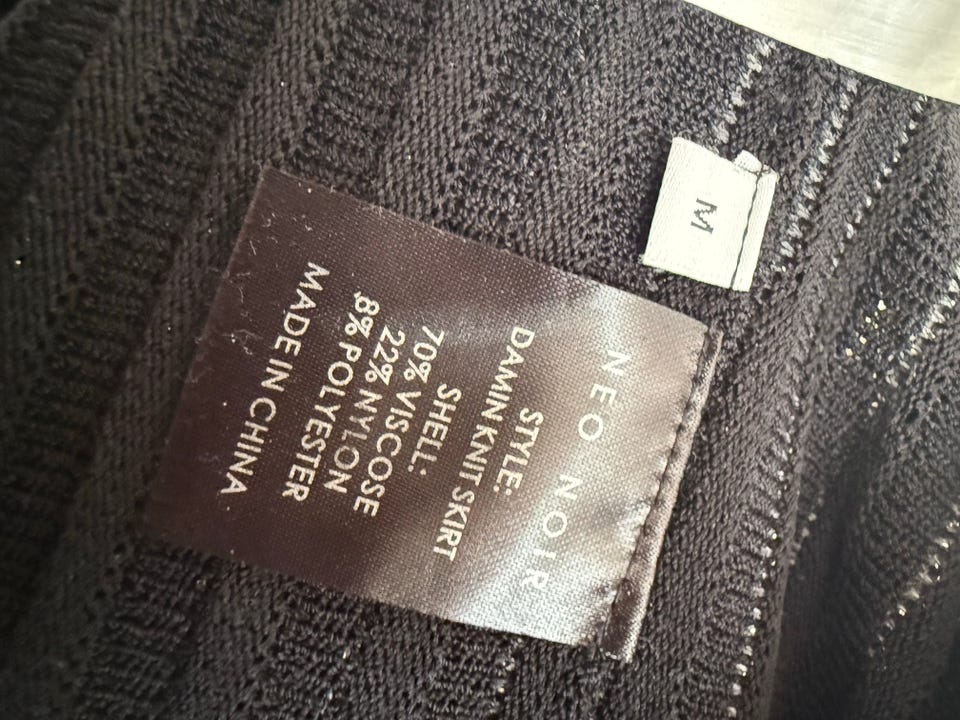 M
NEO NOIR
STYLE:
DAMIN KNIT SKIRT
SHELL:
70% VISCOSE
22% NYLON
8% POLYESTER
MADE IN CHINA